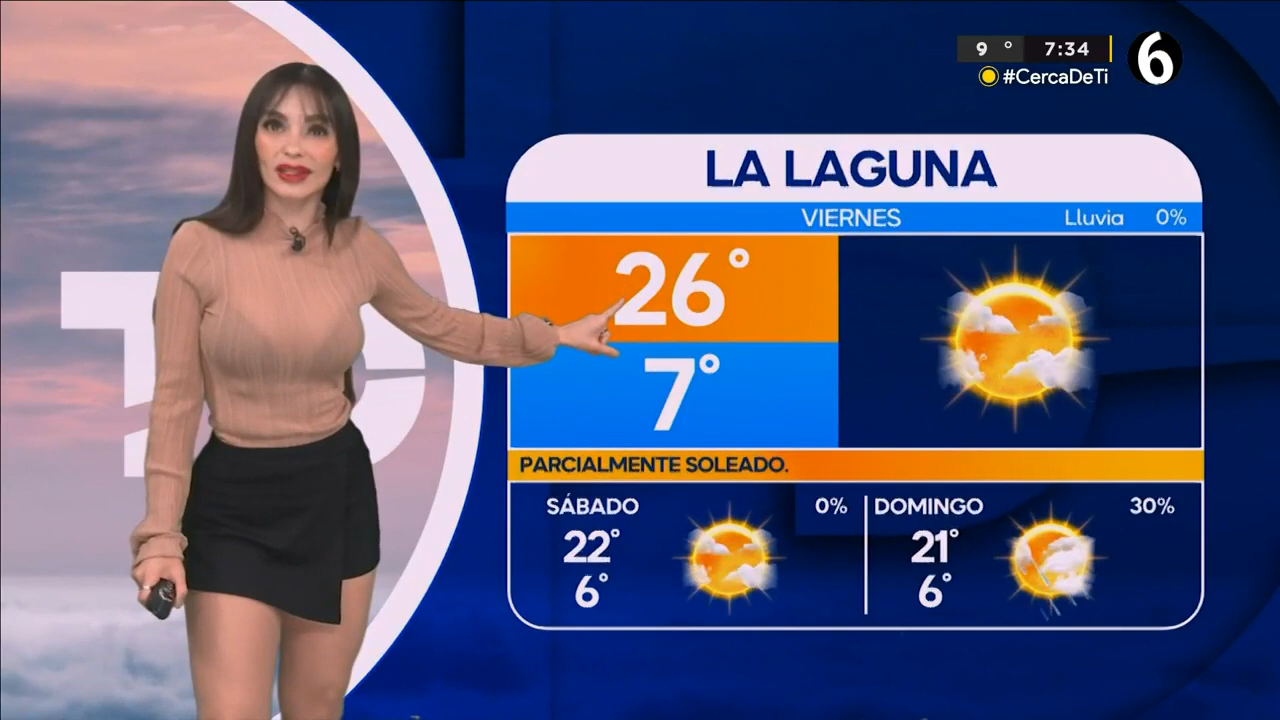 9 ° 7:34
#CercaDeTi
6
LA LAGUNA
VIERNES Lluvia 0%
26°
7°
PARCIALMENTE SOLEADO.
SÁBADO 0% DOMINGO 30%
22° 21°
6° 6°